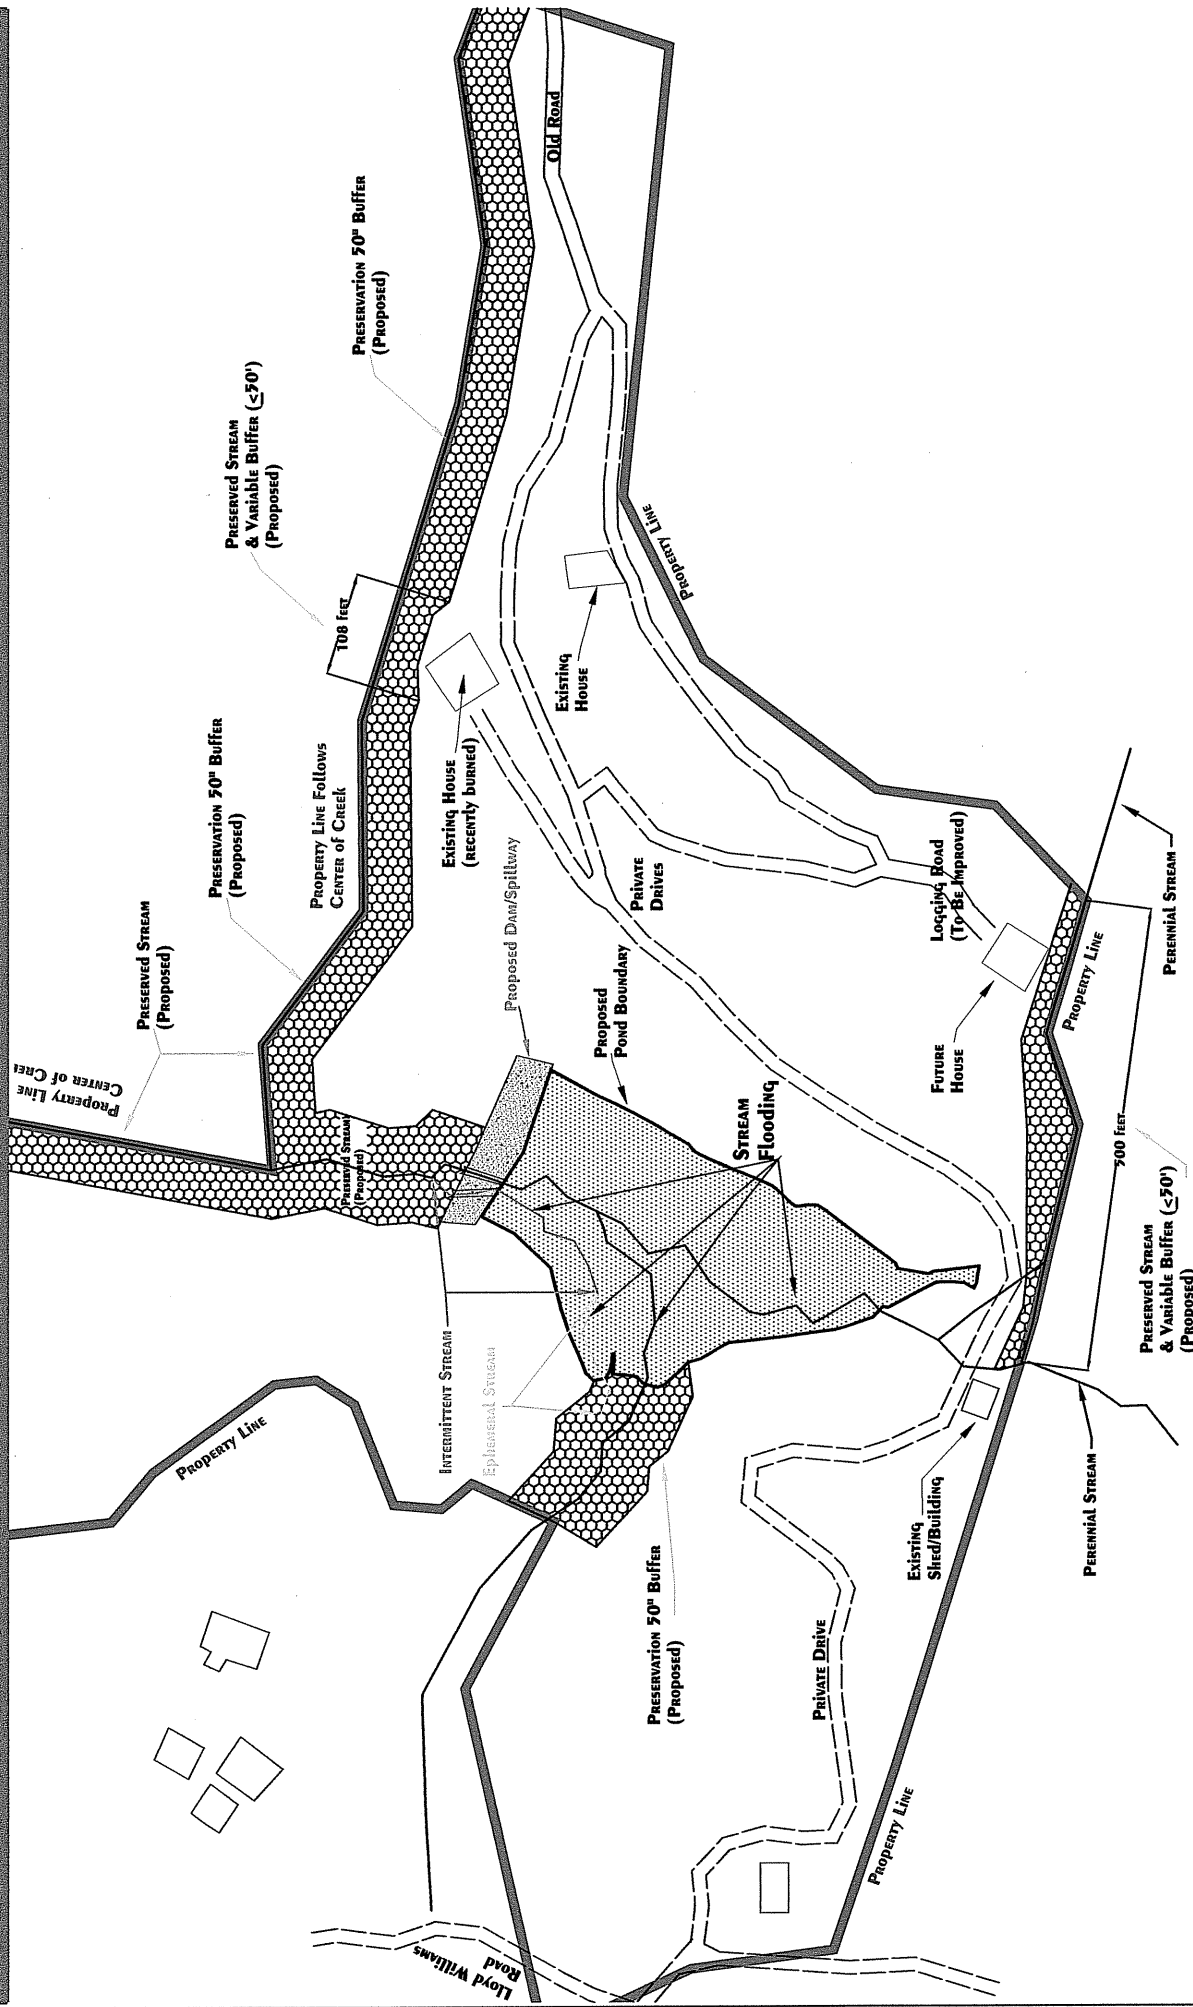 Old Road
Preservation 50" Buffer
(Proposed)
Preserved Stream
& Variable Buffer (<50')
(Proposed)
108 feet
Property Line
Existing
House
Existing House
(recently burned)
Preservation 50" Buffer
(Proposed)
Property Line Follows
Center of Creek
Preserved Stream
(Proposed)
Property Line
Center of Cree
Proposed Dam/Spillway
Private
Drives
Logging Road
(To Be Improved)
Perennial Stream
Property Line
Future
House
Proposed
Pond Boundary
Stream
Flooding
Preserved Stream
(Proposed)
500 feet
Preserved Stream
& Variable Buffer (<50')
(Proposed)
Intermittent Stream
Ephemeral Stream
Property Line
Preservation 50" Buffer
(Proposed)
Existing
Shed/Building
Perennial Stream
Private Drive
Property Line
Lloyd Williams
Road